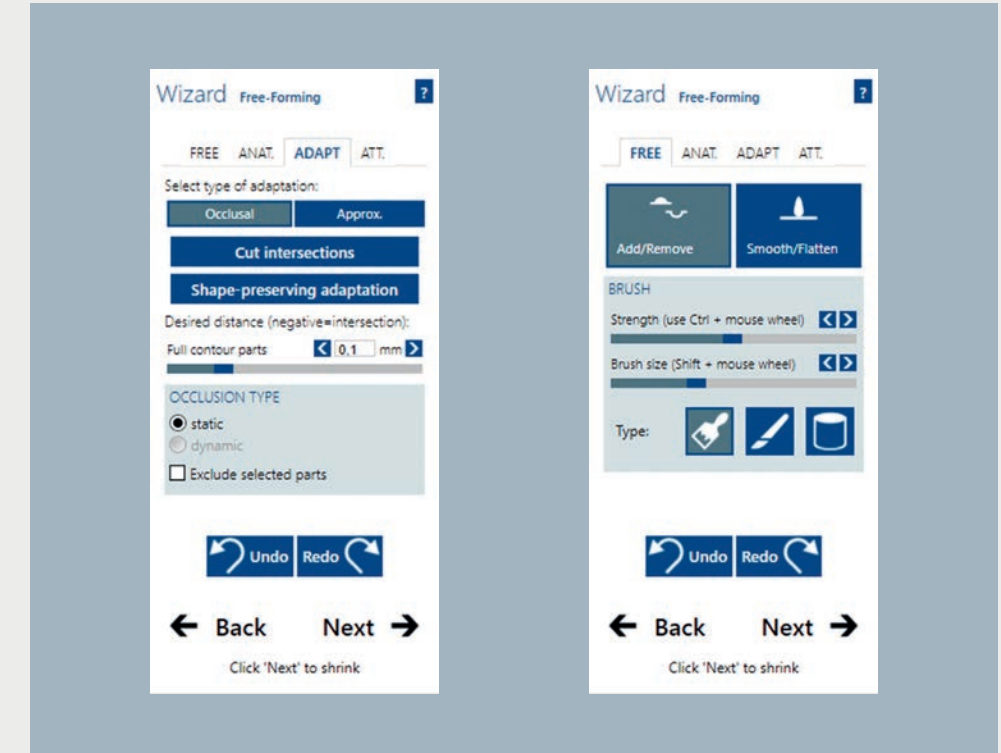 Wizard Free-Forming ?
FREE ANAT. ADAPT ATT.
Select type of adaptation:
Occlusal Approx.
Cut intersections
Shape-preserving adaptation
Desired distance (negative=intersection):
Full contour parts 0.1 mm
OCCLUSION TYPE
static
dynamic
Exclude selected parts
Undo Redo
Back Next
Click 'Next' to shrink
Wizard Free-Forming ?
FREE ANAT. ADAPT ATT.
Add/Remove Smooth/Flatten
BRUSH
Strength (use Ctrl + mouse wheel)
Brush size (Shift + mouse wheel)
Type:
Undo Redo
Back Next
Click 'Next' to shrink